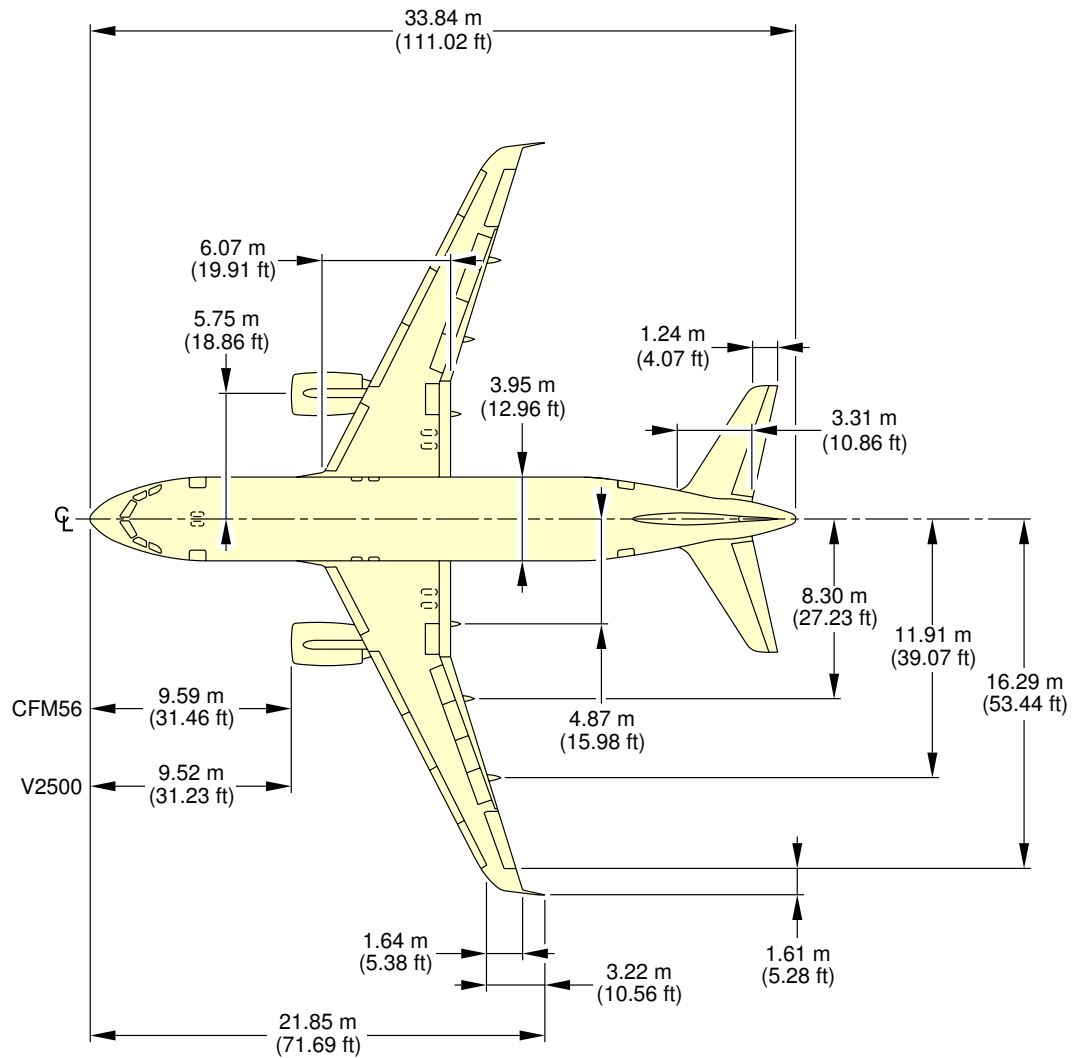 33.84 m
(111.02 ft)
6.07 m
(19.91 ft)
5.75 m
(18.86 ft)
1.24 m
(4.07 ft)
3.95 m
(12.96 ft)
3.31 m
(10.86 ft)
CL
8.30 m
(27.23 ft)
11.91 m
(39.07 ft)
16.29 m
(53.44 ft)
CFM56
9.59 m
(31.46 ft)
4.87 m
(15.98 ft)
V2500
9.52 m
(31.23 ft)
1.64 m
(5.38 ft)
1.61 m
(5.28 ft)
3.22 m
(10.56 ft)
21.85 m
(71.69 ft)